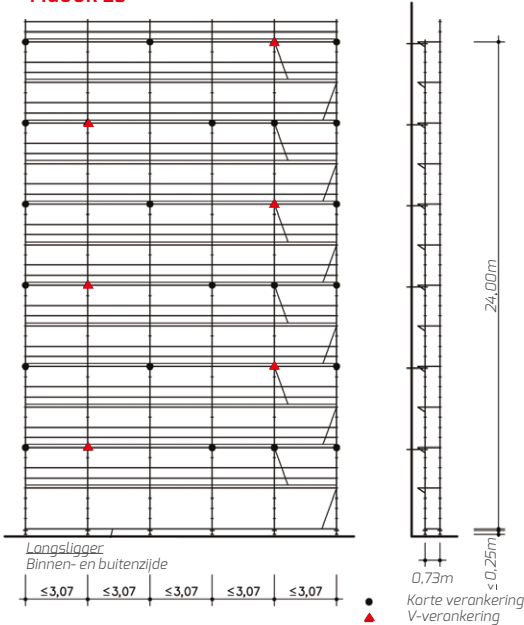 24,00m
≤0,25m
Langsligger
Binnen- en buitenzijde
0,73m
≤3,07 ≤3,07 ≤3,07 ≤3,07 ≤3,07
Korte verankering
V-verankering